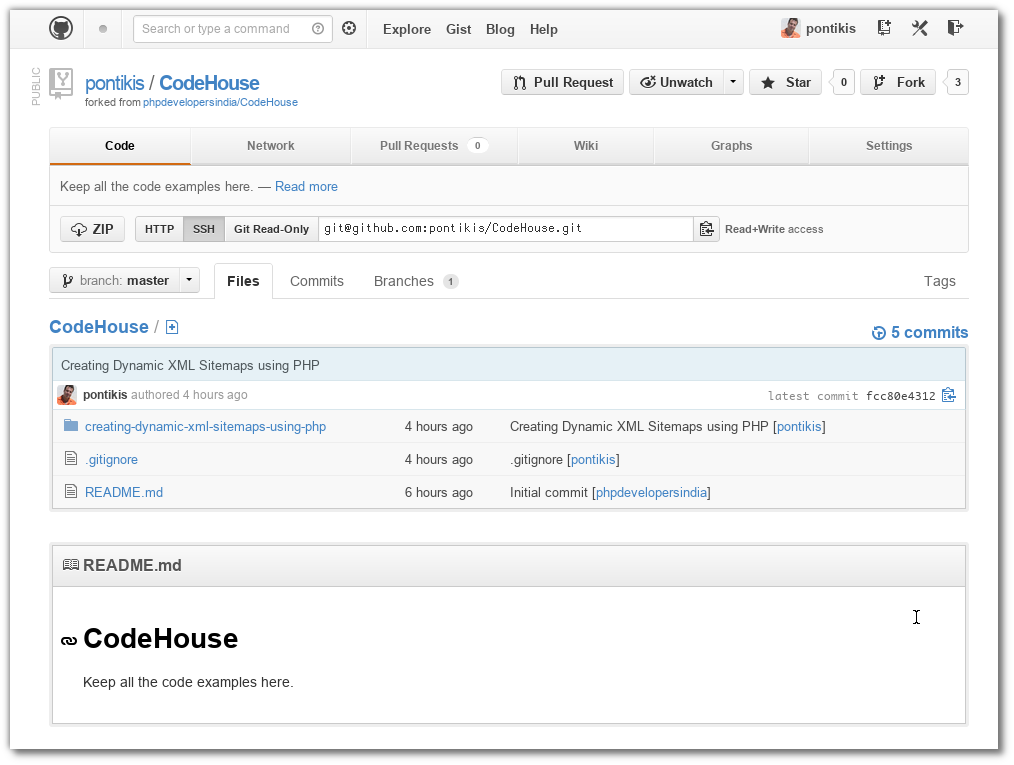 Search or type a command
Explore Gist Blog Help
pontikis
PUBLIC
pontikis / CodeHouse
forked from phpdevelopersindia/CodeHouse
Pull Request Unwatch Star 0 Fork 3
Code Network Pull Requests 0 Wiki Graphs Settings
Keep all the code examples here. — Read more
ZIP HTTP SSH Git Read-Only git@github.com:pontikis/CodeHouse.git Read+Write access
branch: master Files Commits Branches 1 Tags
CodeHouse / 5 commits
Creating Dynamic XML Sitemaps using PHP
pontikis authored 4 hours ago latest commit fcc80e4312
creating-dynamic-xml-sitemaps-using-php 4 hours ago Creating Dynamic XML Sitemaps using PHP [pontikis]
.gitignore 4 hours ago .gitignore [pontikis]
README.md 6 hours ago Initial commit [phpdevelopersindia]
README.md
CodeHouse
Keep all the code examples here.